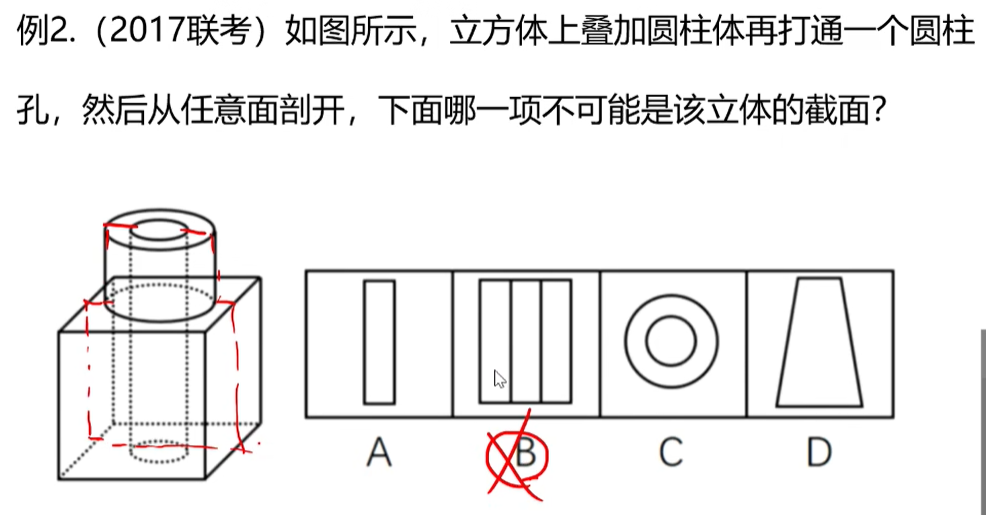 例2.（2017联考）如图所示，立方体上叠加圆柱体再打通一个圆柱
孔，然后从任意面剖开，下面哪一项不可能是该立体的截面？
A B C D